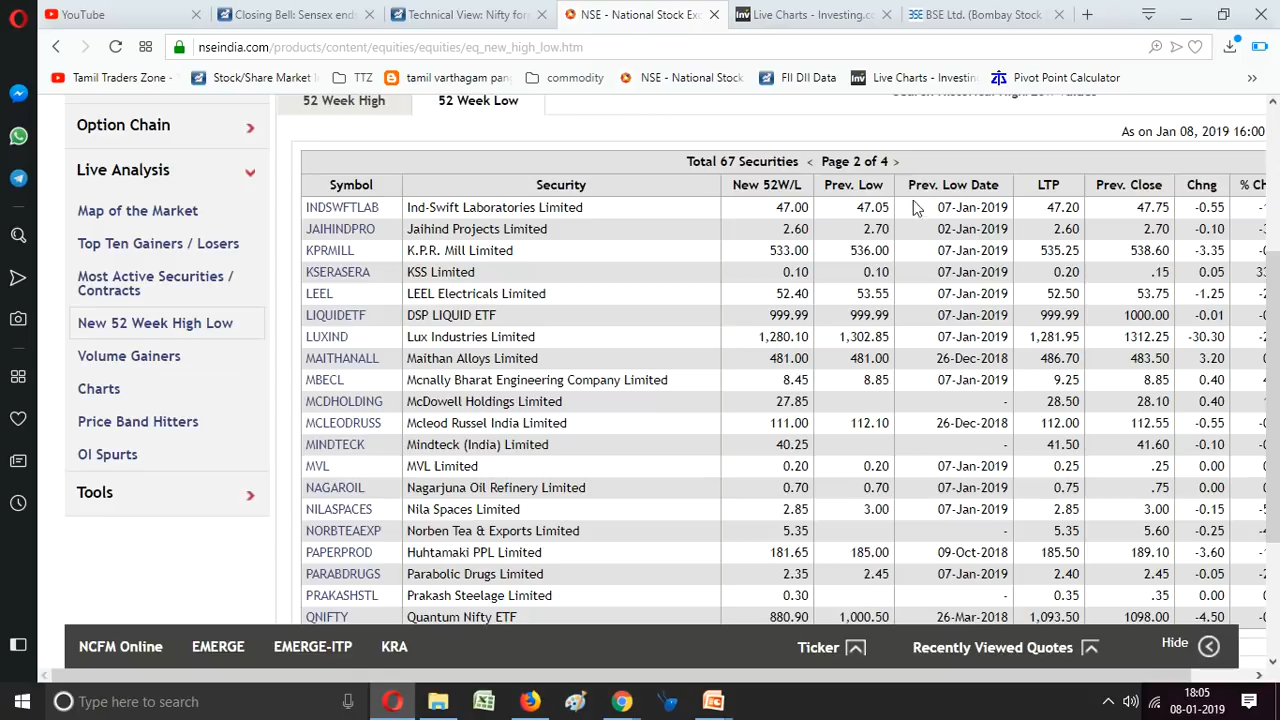 YouTube × Closing Bell: Sensex end × Technical View: Nifty for × NSE - National Stock Ex × Live Charts - Investing.co × BSE Ltd. (Bombay Stock ×
nseindia.com/products/content/equities/equities/eq_new_high_low.htm
Tamil Traders Zone - Stock/Share Market TTZ tamil varthagam pan commodity NSE - National Stock FII DII Data Live Charts - Investin Pivot Point Calculator
52 Week High 52 Week Low
As on Jan 08, 2019 16:00
Option Chain
Live Analysis
Map of the Market
Top Ten Gainers / Losers
Most Active Securities /
Contracts
New 52 Week High Low
Volume Gainers
Charts
Price Band Hitters
OI Spurts
Tools
Total 67 Securities < Page 2 of 4 >
Symbol Security New 52W/L Prev. Low Prev. Low Date LTP Prev. Close Chng % Ch
INDSWFTLAB Ind-Swift Laboratories Limited 47.00 47.05 07-Jan-2019 47.20 47.75 -0.55
JAIHINDPRO Jaihind Projects Limited 2.60 2.70 02-Jan-2019 2.60 2.70 -0.10
KPRMILL K.P.R. Mill Limited 533.00 536.00 07-Jan-2019 535.25 538.60 -3.35
KSERASERA KSS Limited 0.10 0.10 07-Jan-2019 0.20 .15 0.05 33
LEEL LEEL Electricals Limited 52.40 53.55 07-Jan-2019 52.50 53.75 -1.25
LIQUIDETF DSP LIQUID ETF 999.99 999.99 07-Jan-2019 999.99 1000.00 -0.01
LUXIND Lux Industries Limited 1,280.10 1,302.85 07-Jan-2019 1,281.95 1312.25 -30.30
MAITHANALL Maithan Alloys Limited 481.00 481.00 26-Dec-2018 486.70 483.50 3.20
MBECL Mcnally Bharat Engineering Company Limited 8.45 8.85 07-Jan-2019 9.25 8.85 0.40
MCDHOLDING McDowell Holdings Limited 27.85 - 28.50 28.10 0.40
MCLEODRUSS Mcleod Russel India Limited 111.00 112.10 26-Dec-2018 112.00 112.55 -0.55
MINDTECK Mindteck (India) Limited 40.25 - 41.50 41.60 -0.10
MVL MVL Limited 0.20 0.20 07-Jan-2019 0.25 .25 0.00
NAGAROIL Nagarjuna Oil Refinery Limited 0.70 0.70 07-Jan-2019 0.75 .75 0.00
NILASPACES Nila Spaces Limited 2.85 3.00 07-Jan-2019 2.85 3.00 -0.15
NORBTEAEXP Norben Tea & Exports Limited 5.35 - 5.35 5.60 -0.25
PAPERPROD Huhtamaki PPL Limited 181.65 185.00 09-Oct-2018 185.50 189.10 -3.60
PARABDRUGS Parabolic Drugs Limited 2.35 2.45 07-Jan-2019 2.40 2.45 -0.05
PRAKASHSTL Prakash Steelage Limited 0.30 - 0.35 .35 0.00
QNIFTY Quantum Nifty ETF 880.90 1,000.50 26-Mar-2018 1,093.50 1098.00 -4.50
NCFM Online EMERGE EMERGE-ITP KRA Ticker Recently Viewed Quotes Hide
Type here to search
18:05
08-01-2019